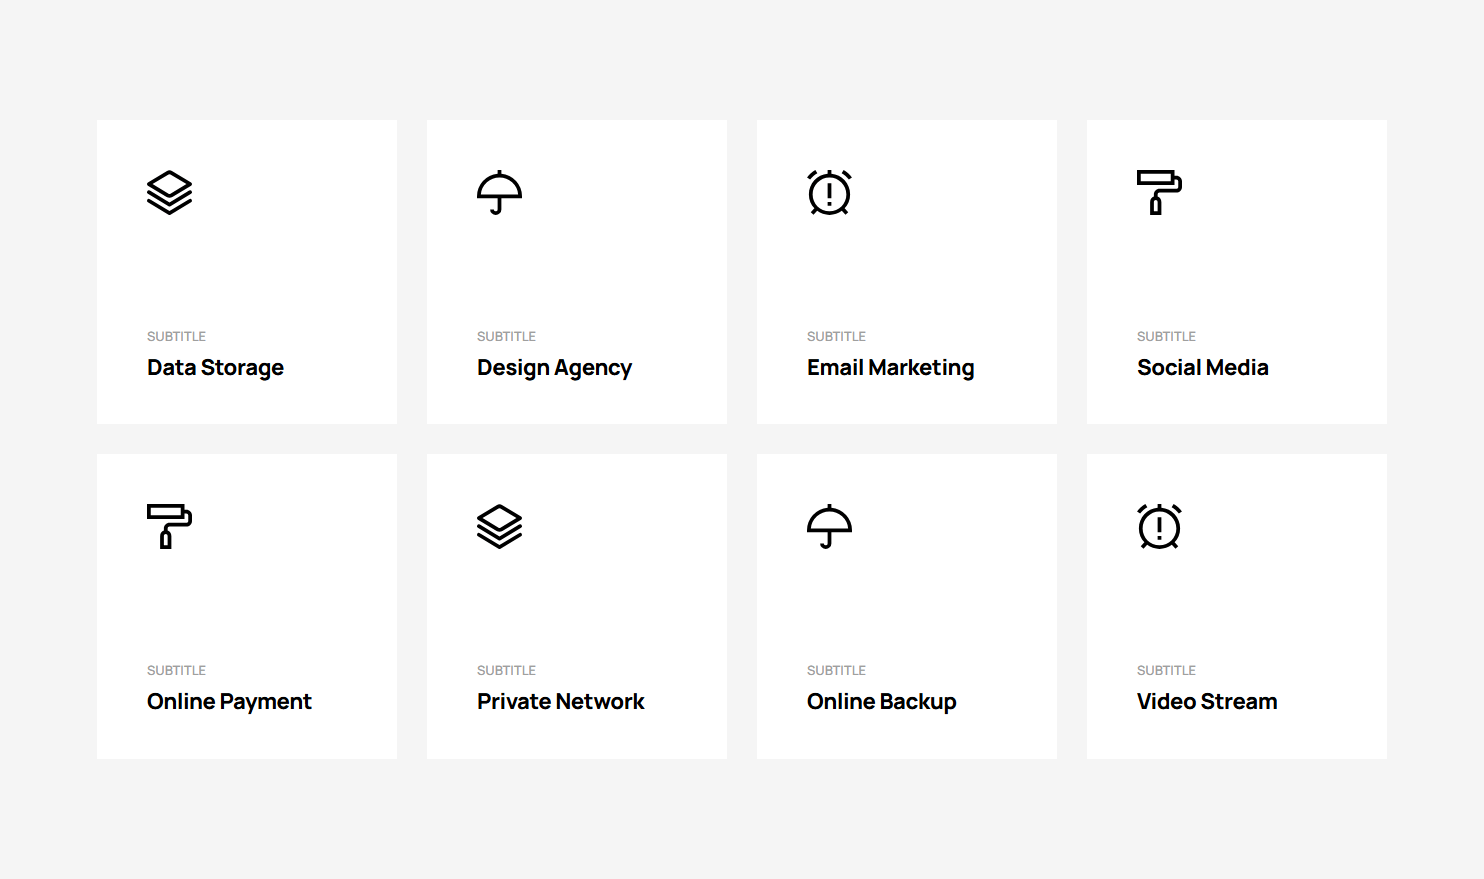 SUBTITLE
Data Storage
SUBTITLE
Design Agency
SUBTITLE
Email Marketing
SUBTITLE
Social Media
SUBTITLE
Online Payment
SUBTITLE
Private Network
SUBTITLE
Online Backup
SUBTITLE
Video Stream